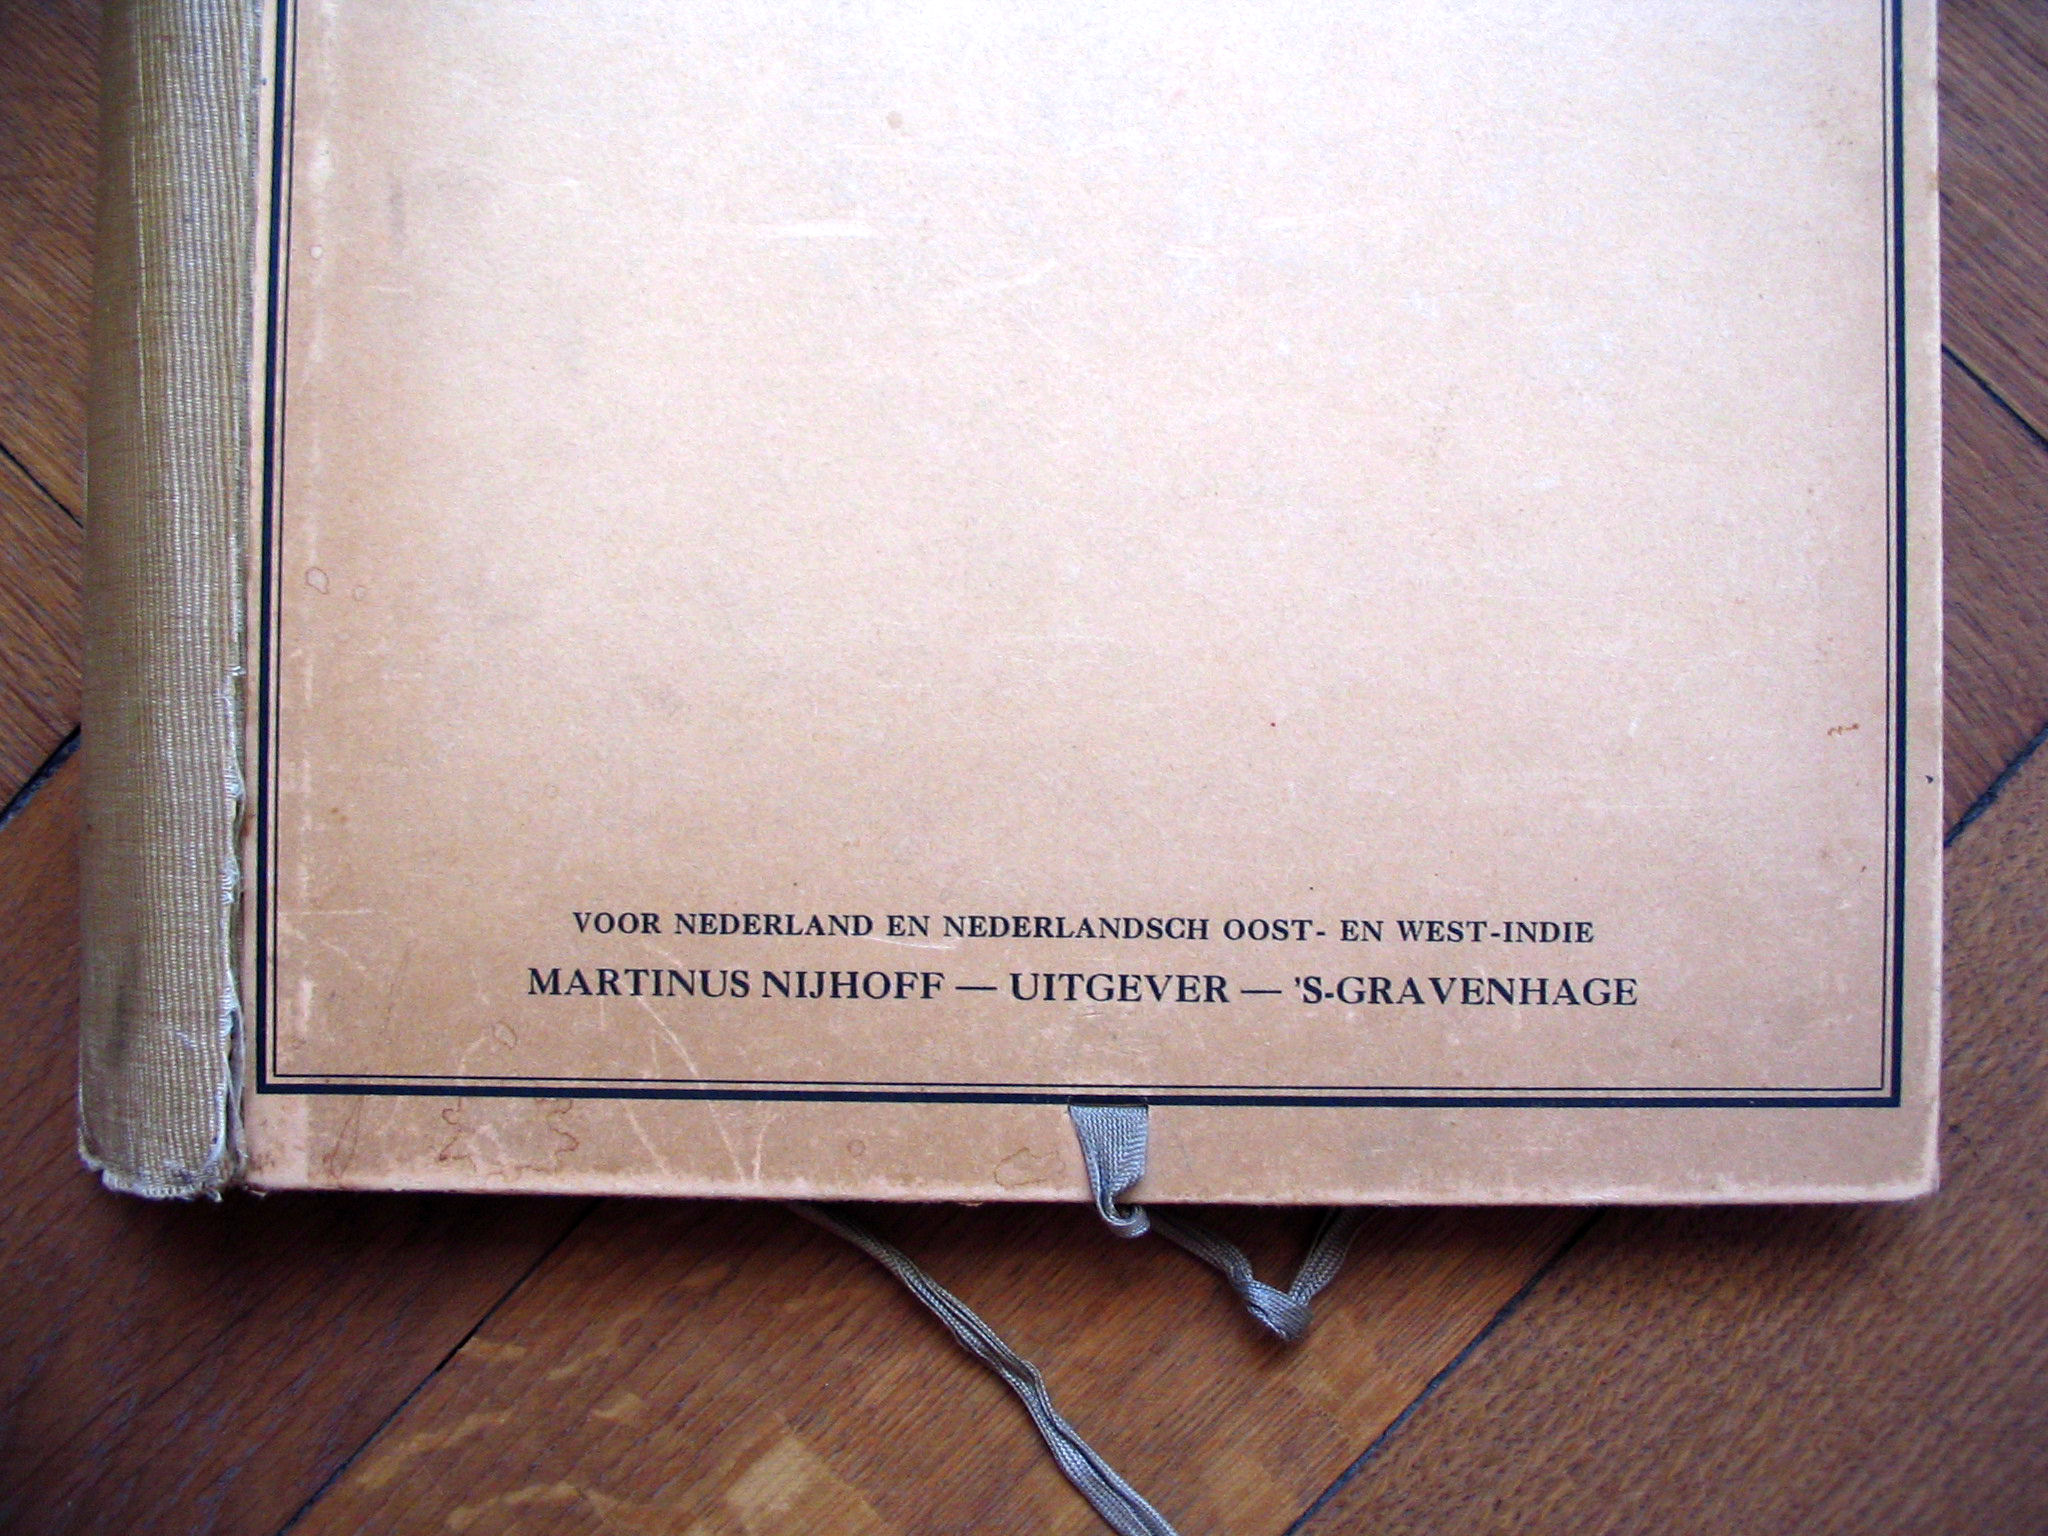 VOOR NEDERLAND EN NEDERLANDSCH OOST- EN WEST-INDIE
MARTINUS NIJHOFF — UITGEVER — 'S-GRAVENHAGE